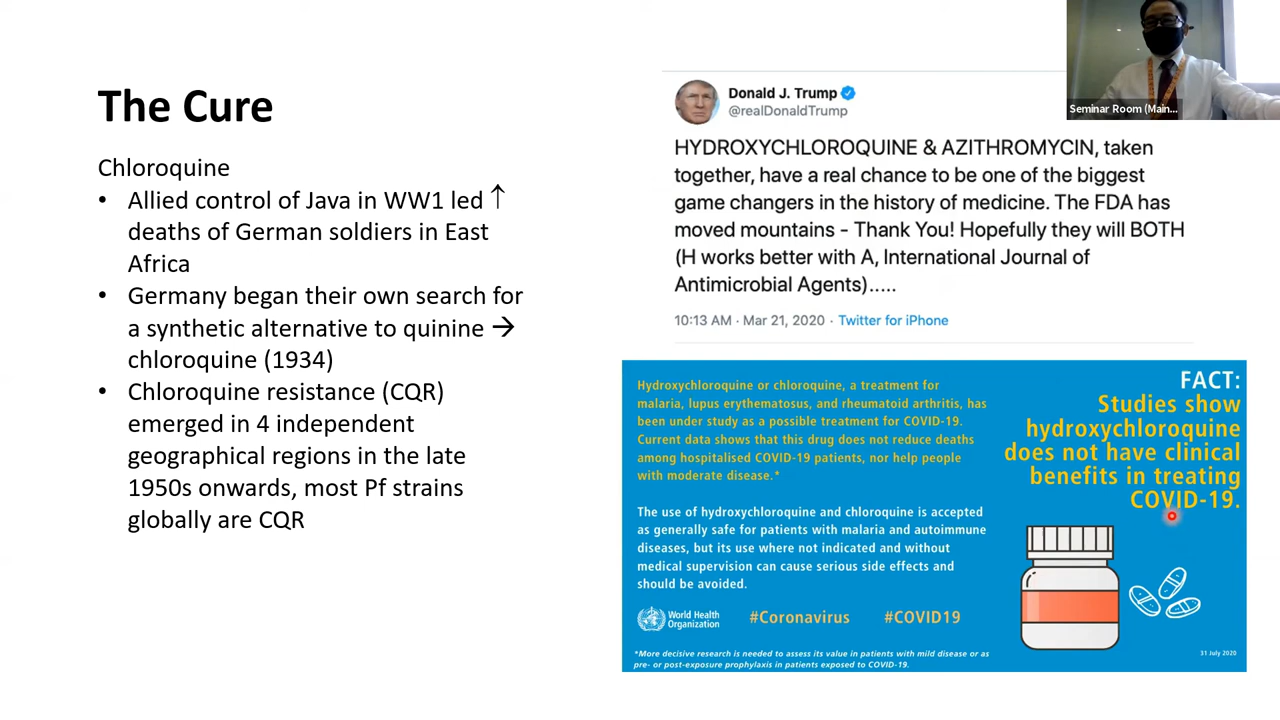 The Cure
Chloroquine
• Allied control of Java in WW1 led ↑
deaths of German soldiers in East
Africa
• Germany began their own search for
a synthetic alternative to quinine →
chloroquine (1934)
• Chloroquine resistance (CQR)
emerged in 4 independent
geographical regions in the late
1950s onwards, most Pf strains
globally are CQR
Donald J. Trump
@realDonaldTrump
HYDROXYCHLOROQUINE & AZITHROMYCIN, taken
together, have a real chance to be one of the biggest
game changers in the history of medicine. The FDA has
moved mountains - Thank You! Hopefully they will BOTH
(H works better with A, International Journal of
Antimicrobial Agents).....
10:13 AM · Mar 21, 2020 · Twitter for iPhone
Seminar Room (Main...
Hydroxychloroquine or chloroquine, a treatment for
malaria, lupus erythematosus, and rheumatoid arthritis, has
been under study as a possible treatment for COVID-19.
Current data shows that this drug does not reduce deaths
among hospitalised COVID-19 patients, nor help people
with moderate disease.*
The use of hydroxychloroquine and chloroquine is accepted
as generally safe for patients with malaria and autoimmune
diseases, but its use where not indicated and without
medical supervision can cause serious side effects and
should be avoided.
World Health
Organization
#Coronavirus #COVID19
*More decisive research is needed to assess its value in patients with mild disease or as
pre- or post-exposure prophylaxis in patients exposed to COVID-19.
FACT:
Studies show
hydroxychloroquine
does not have clinical
benefits in treating
COVID-19.
31 July 2020